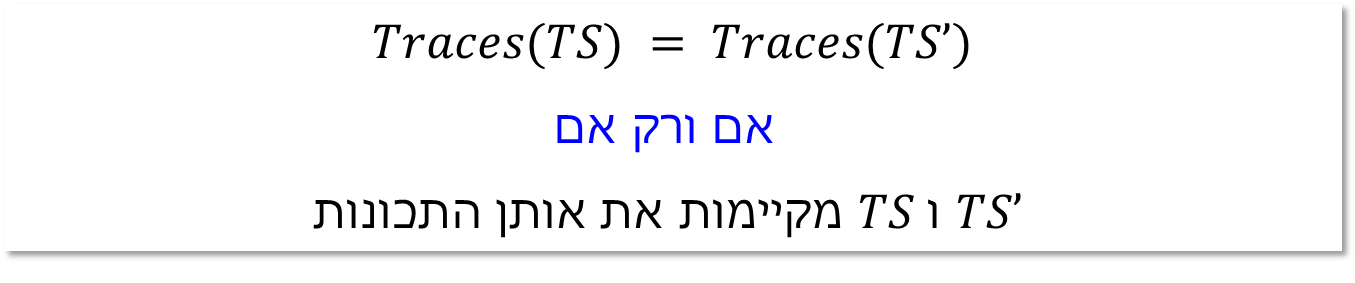 Traces(TS) = Traces(TS’)
אם ורק אם
TS’ ו TS מקיימות את אותן התכונות